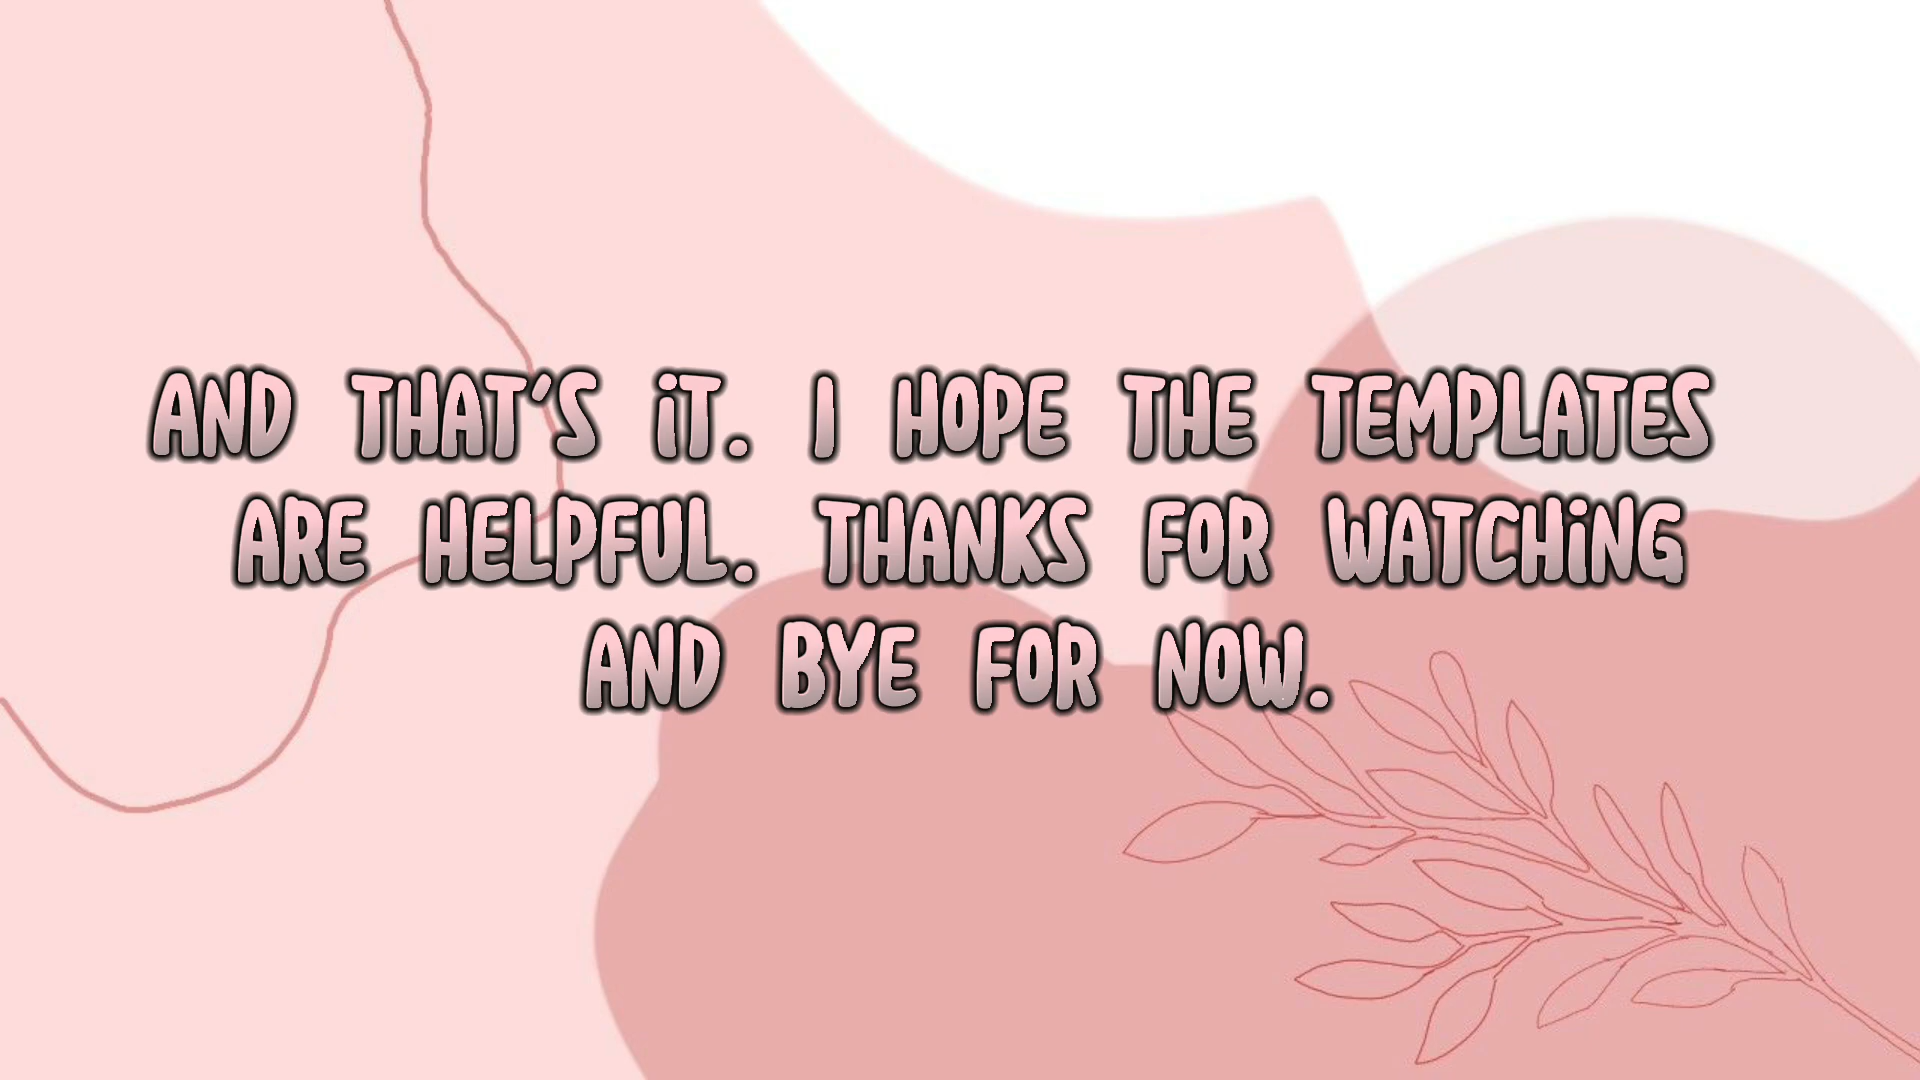 AND THAT'S iT. I HOPE THE TEMPLATES
ARE HELPFUL. THANKS FOR WATCHiNG
AND BYE FOR NOW.